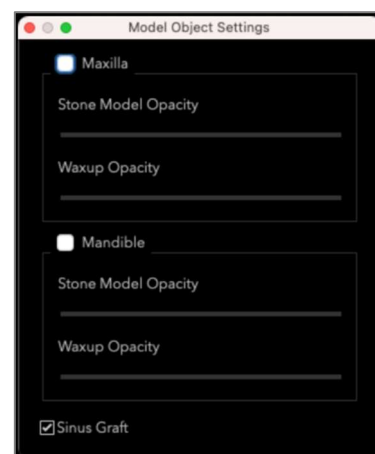 Model Object Settings
Maxilla
Stone Model Opacity
Waxup Opacity
Mandible
Stone Model Opacity
Waxup Opacity
Sinus Graft